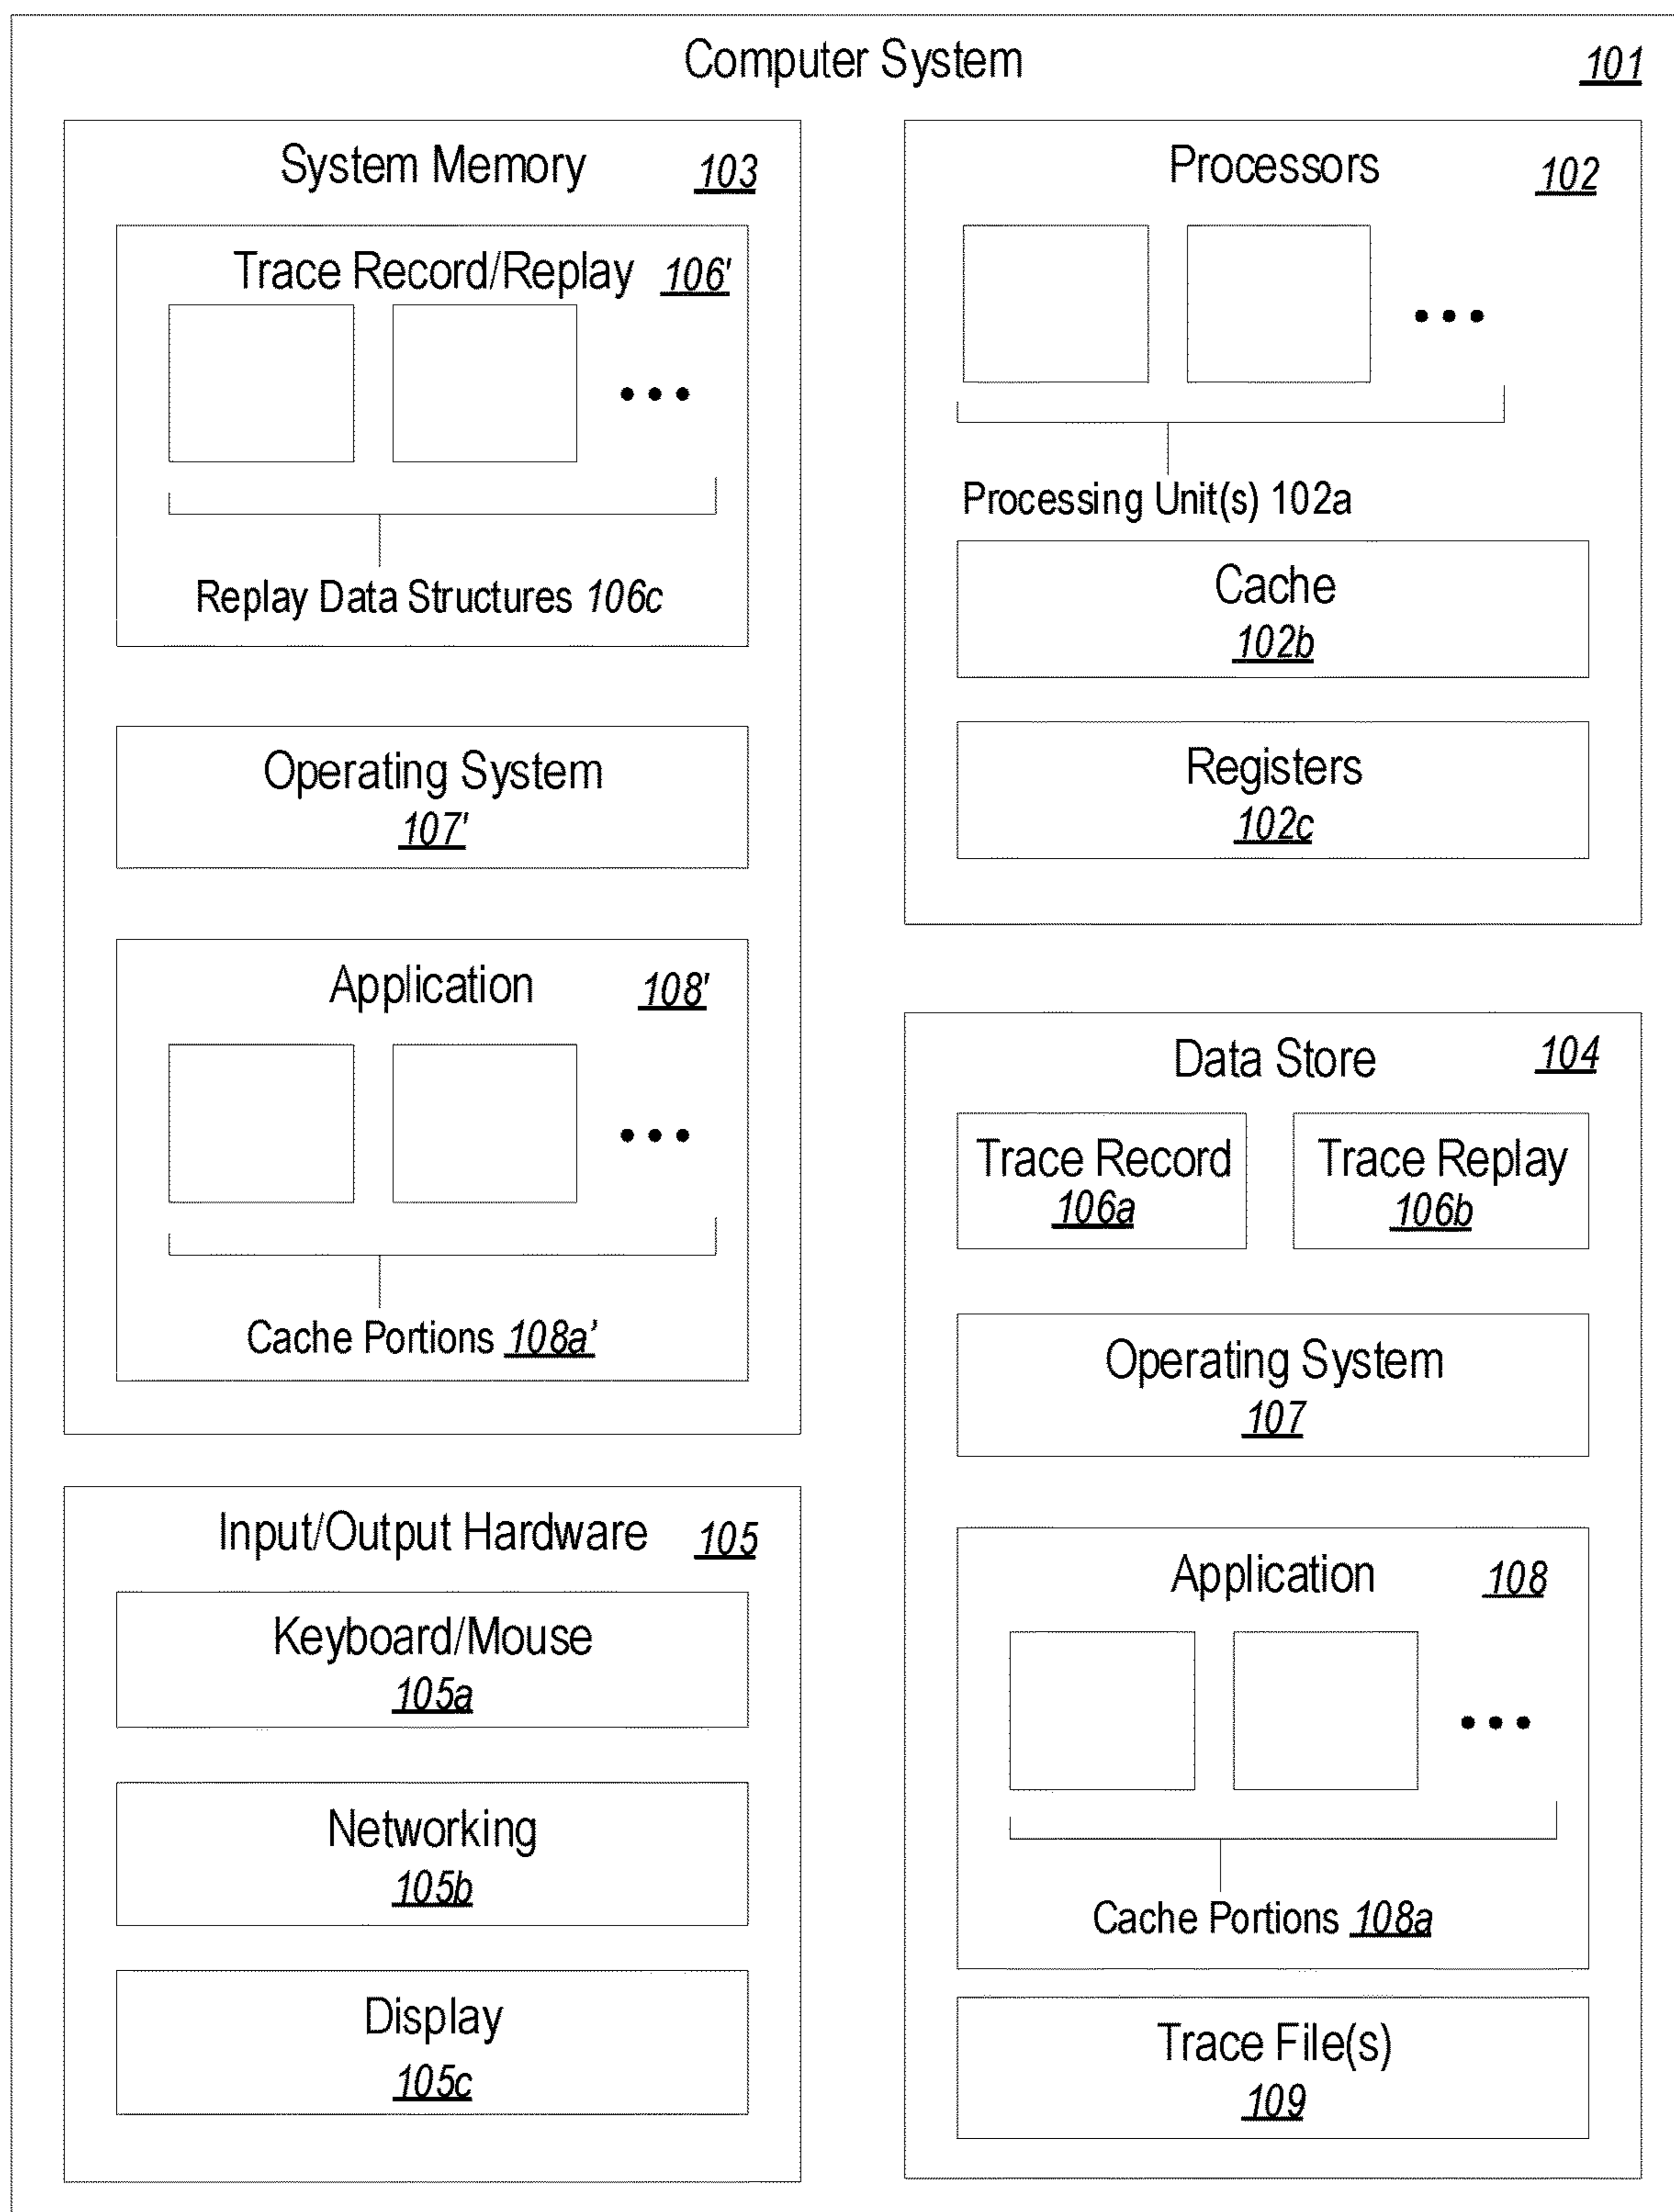 Computer System 101
System Memory 103
Trace Record/Replay 106'
Replay Data Structures 106c
Operating System
107'
Application 108'
Cache Portions 108a’
Input/Output Hardware 105
Keyboard/Mouse
105a
Networking
105b
Display
105c
Processors 102
Processing Unit(s) 102a
Cache
102b
Registers
102c
Data Store 104
Trace Record
106a
Trace Replay
106b
Operating System
107
Application 108
Cache Portions 108a
Trace File(s)
109